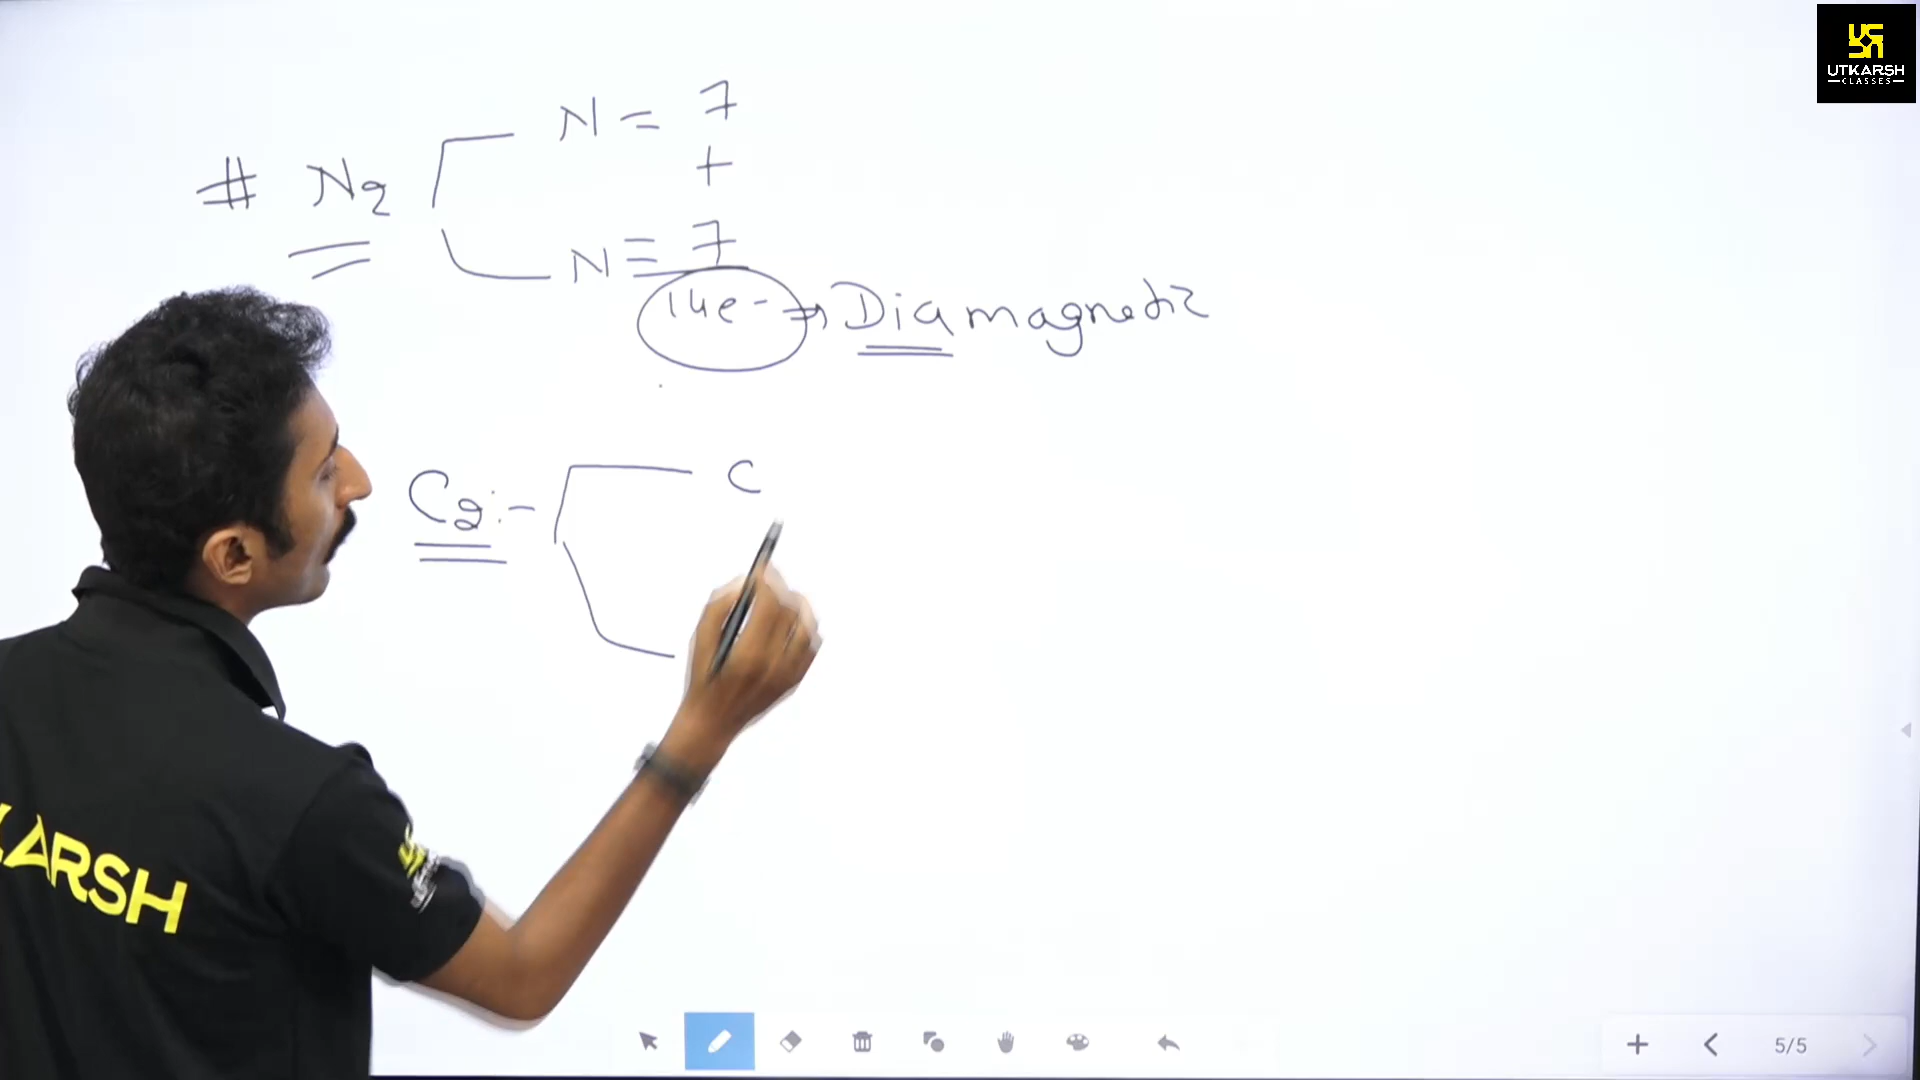 UTKARSH
CLASSES
N = 7
+
# N2
N = 7
14e- → Diamagnetic
C2:- C
KARSH
5/5